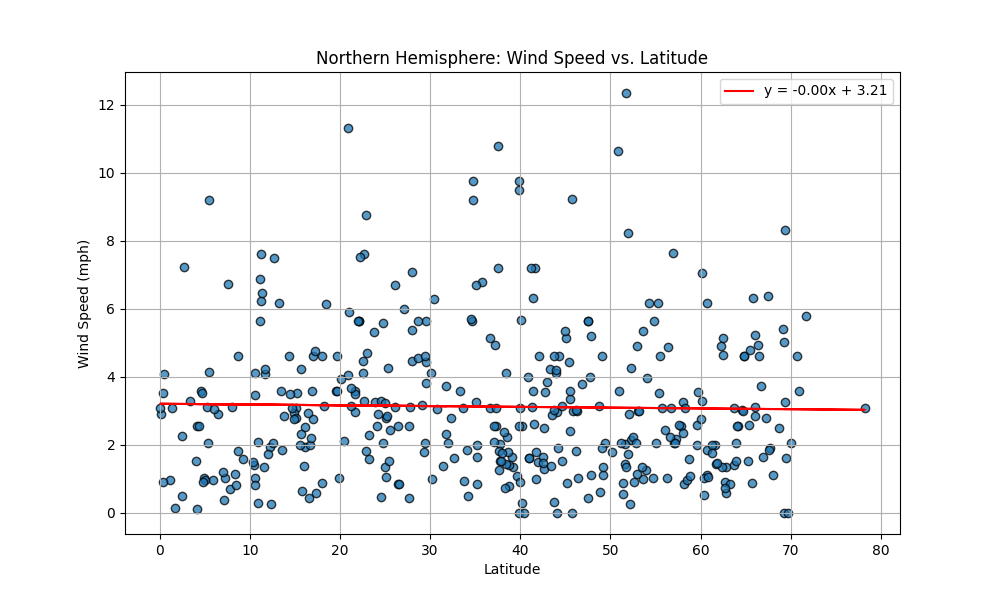 Northern Hemisphere: Wind Speed vs. Latitude
y = -0.00x + 3.21
12
10
8
6
4
2
0
Wind Speed (mph)
0 10 20 30 40 50 60 70 80
Latitude